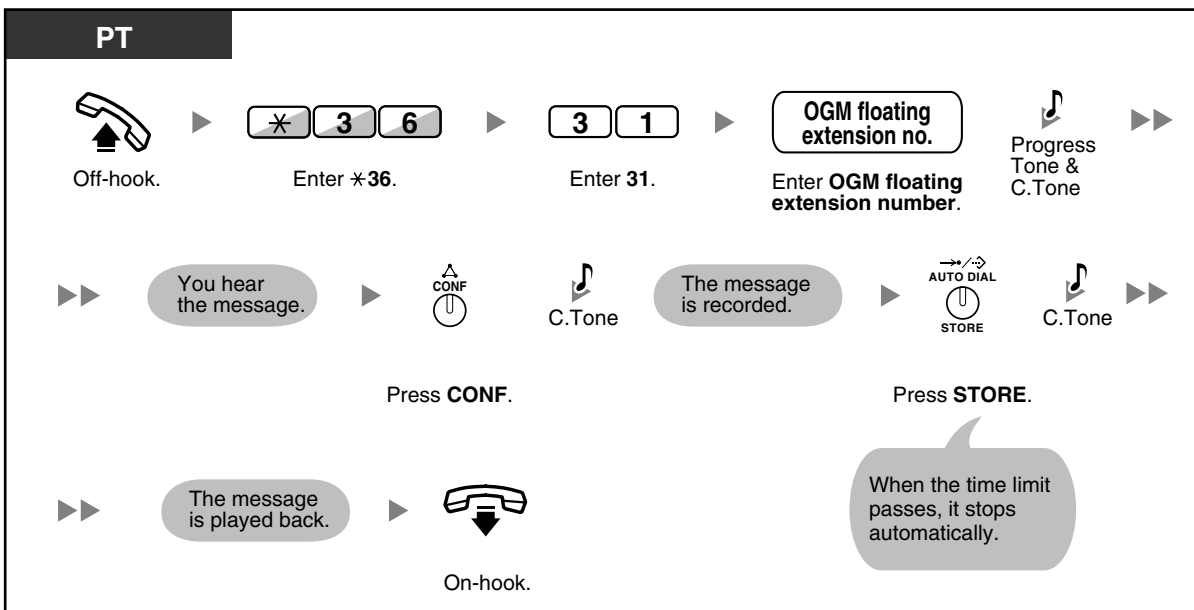 PT
✳ 3 6
3 1
OGM floating
extension no.
Off-hook.
Enter ✳36.
Enter 31.
Enter OGM floating
extension number.
Progress
Tone &
C.Tone
You hear
the message.
CONF
C.Tone
The message
is recorded.
AUTO DIAL
STORE
C.Tone
Press CONF.
Press STORE.
When the time limit
passes, it stops
automatically.
The message
is played back.
On-hook.